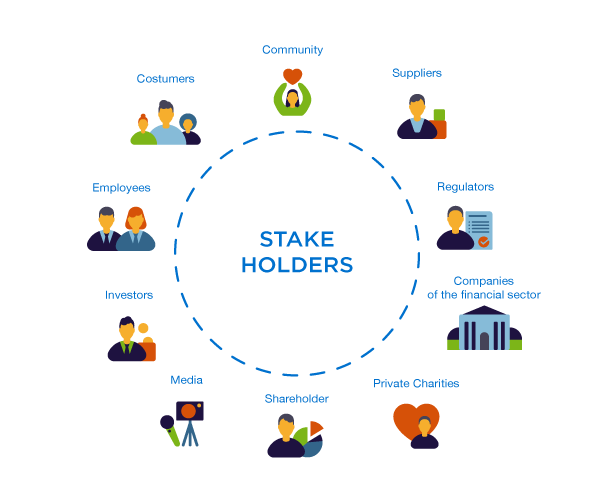 Community
Costumers
Suppliers
Employees
Regulators
STAKE
HOLDERS
Companies
of the financial sector
Investors
Media
Private Charities
Shareholder